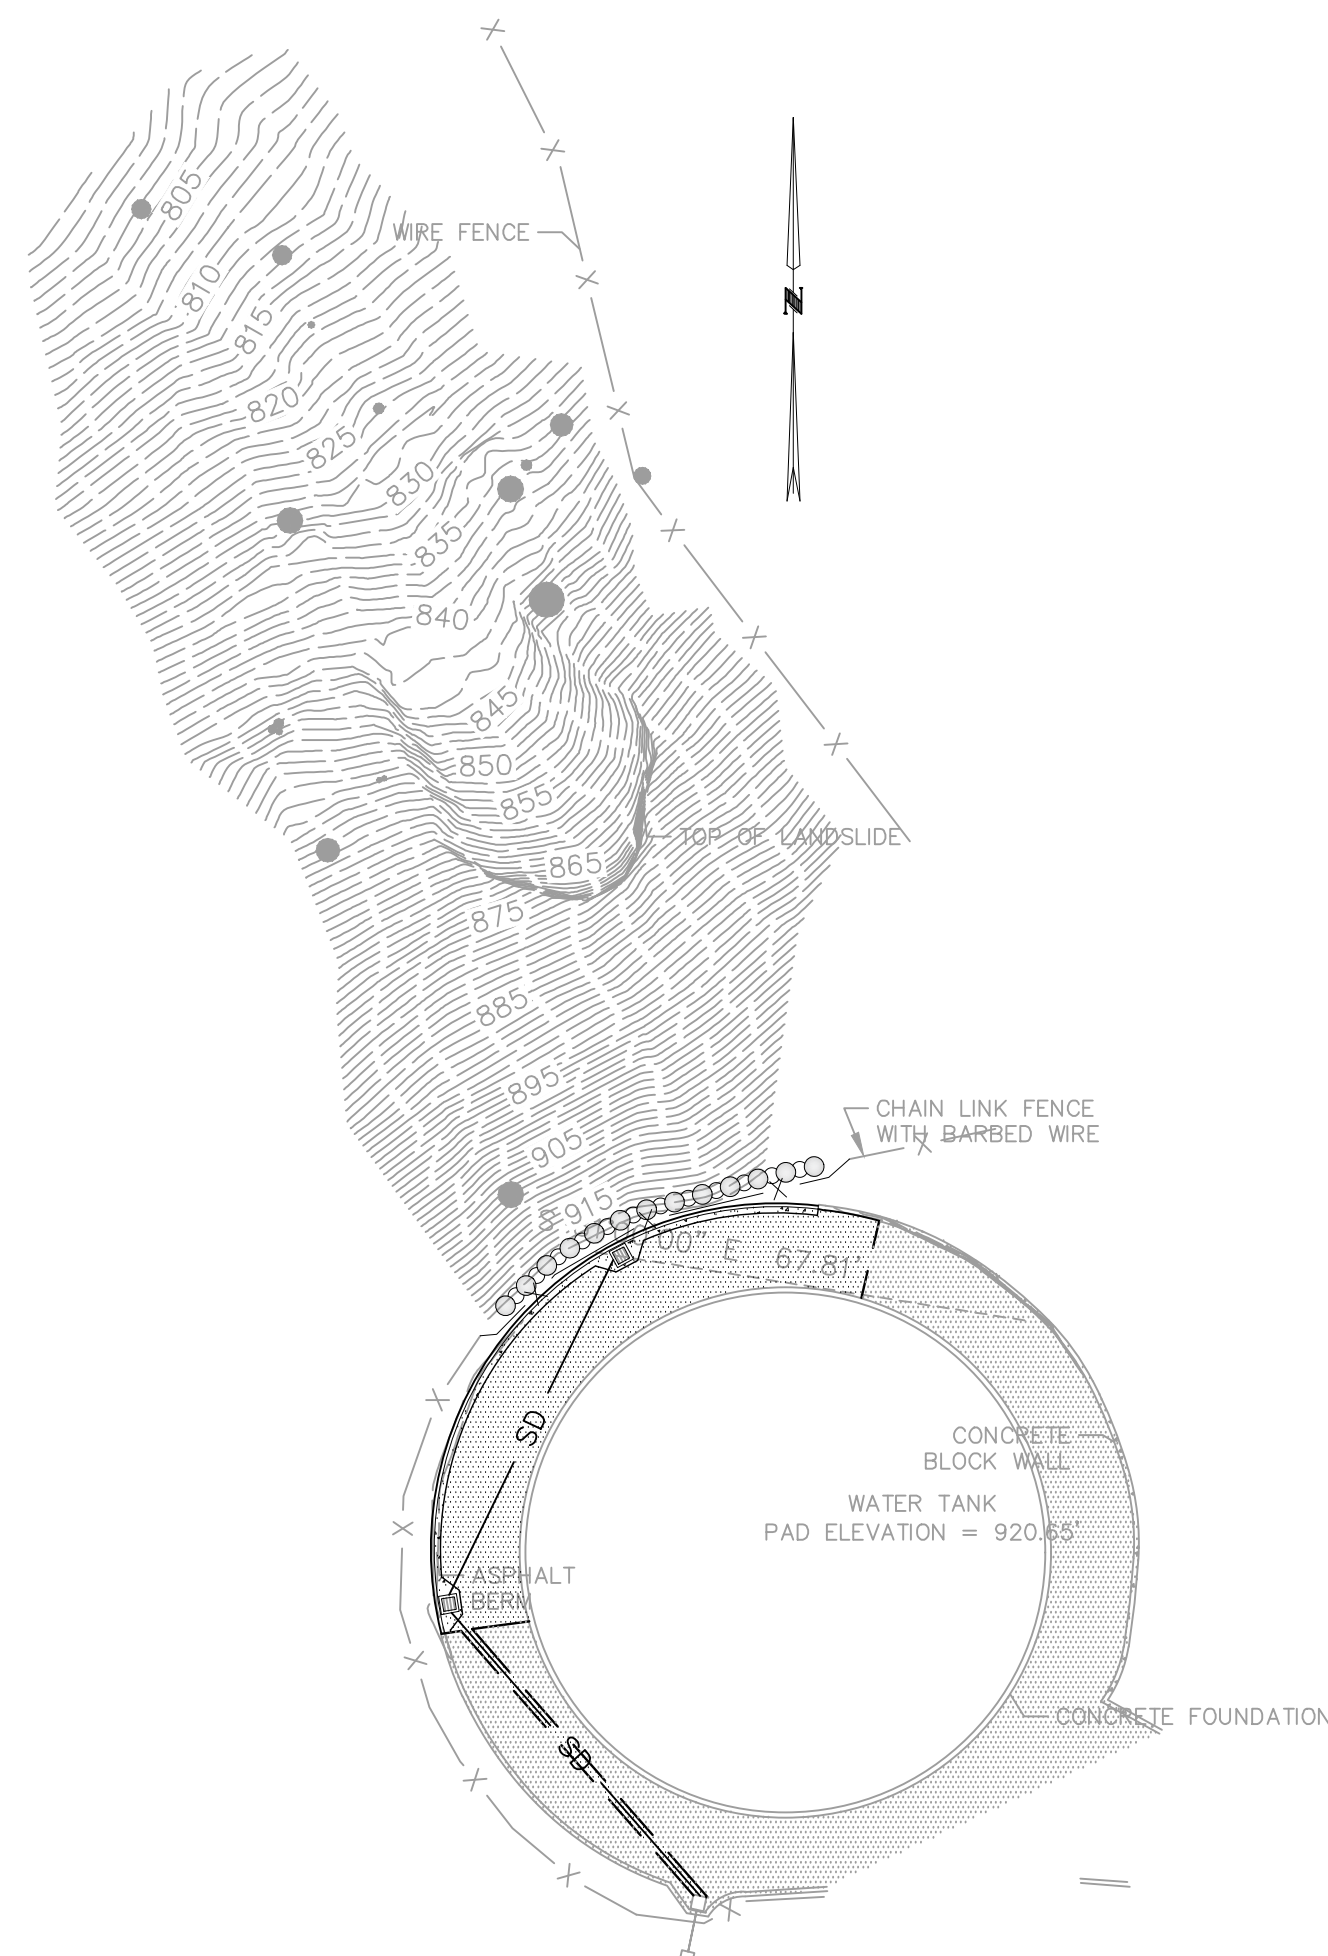 805
WIRE FENCE
810
N
815
820
825
830
835
840
845
850
855
TOP OF LANDSLIDE
865
875
885
895
CHAIN LINK FENCE
WITH BARBED WIRE
905
915
S 00" E 67.81'
SD
CONCRETE
BLOCK WALL
WATER TANK
PAD ELEVATION = 920.65'
ASPHALT
BERM
CONCRETE FOUNDATION
SD